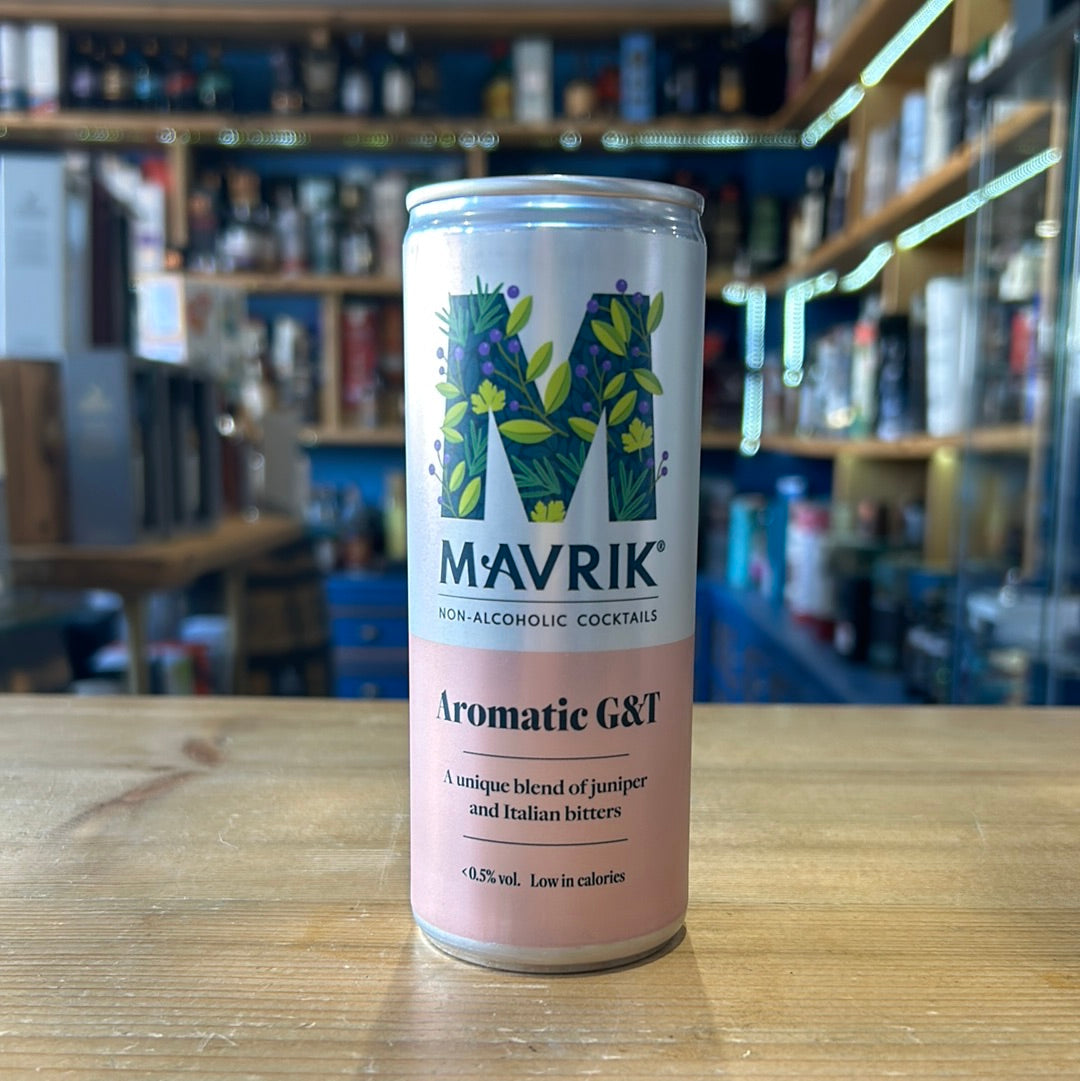 M
MAVRIK®
NON-ALCOHOLIC COCKTAILS
Aromatic G&T
A unique blend of juniper
and Italian bitters
<0.5% vol. Low in calories